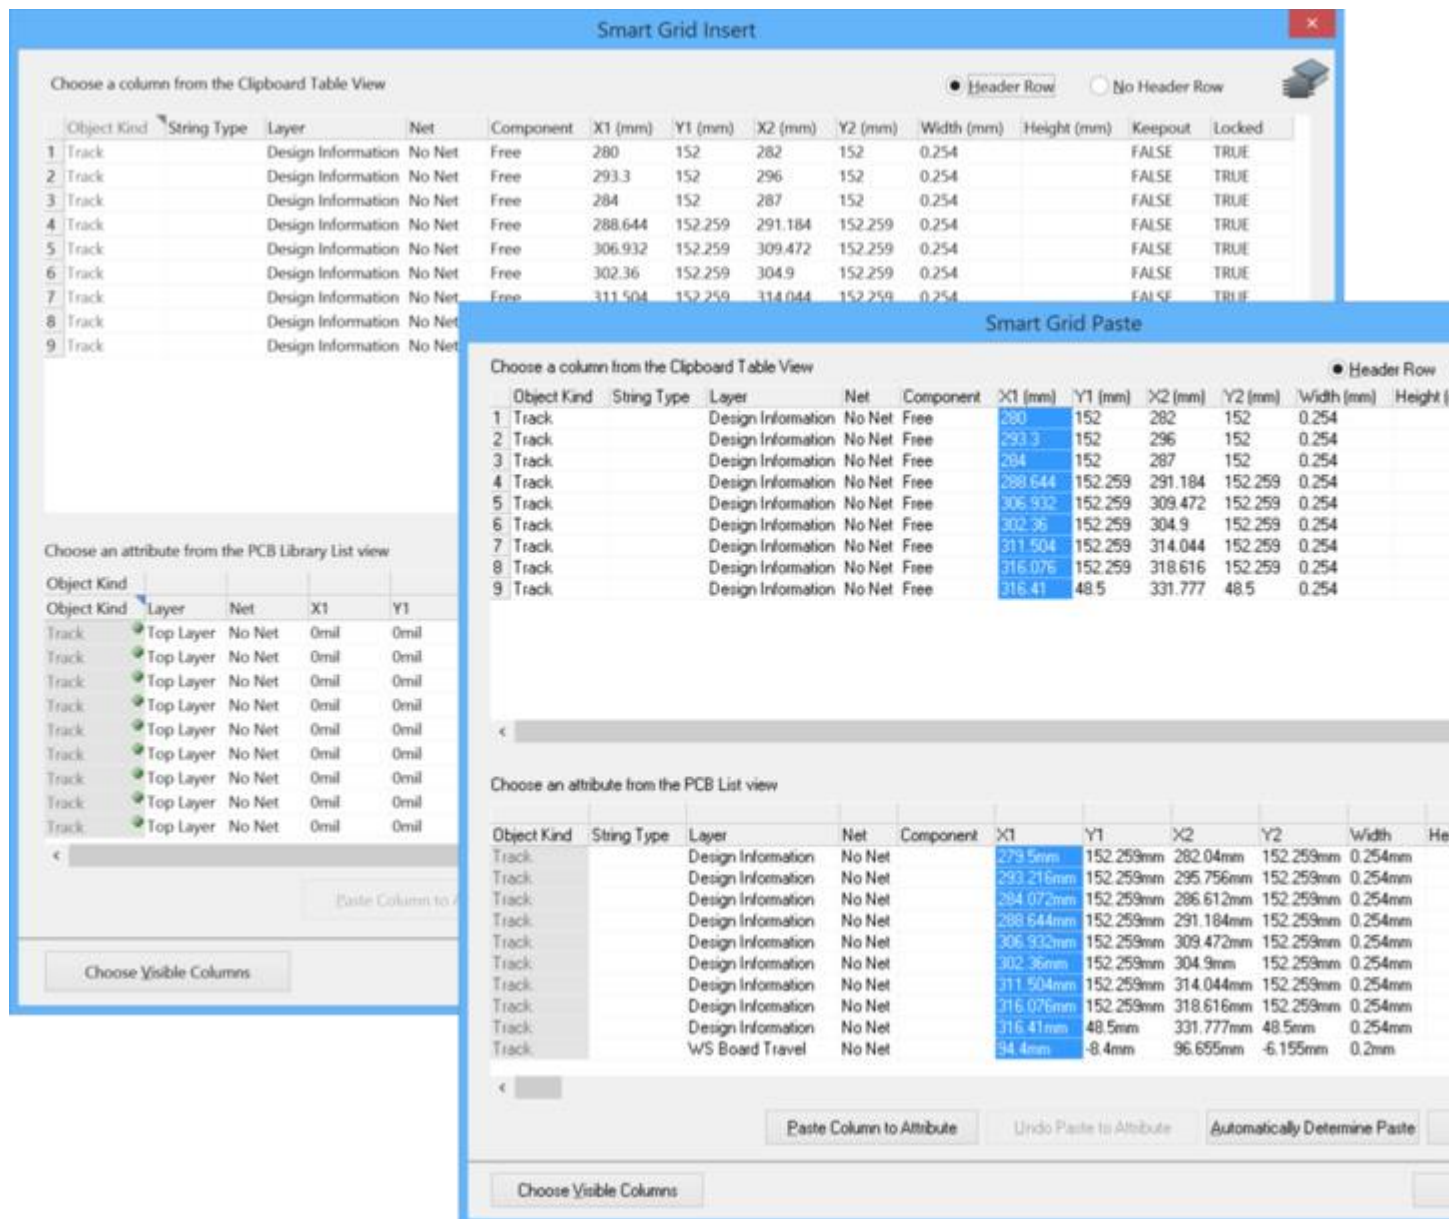 Smart Grid Insert
Choose a column from the Clipboard Table View
Header Row No Header Row
Object Kind String Type Layer Net Component X1 (mm) Y1 (mm) X2 (mm) Y2 (mm) Width (mm) Height (mm) Keepout Locked
1 Track Design Information No Net Free 280 152 282 152 0.254 FALSE TRUE
2 Track Design Information No Net Free 293.3 152 296 152 0.254 FALSE TRUE
3 Track Design Information No Net Free 284 152 287 152 0.254 FALSE TRUE
4 Track Design Information No Net Free 288.644 152.259 291.184 152.259 0.254 FALSE TRUE
5 Track Design Information No Net Free 306.932 152.259 309.472 152.259 0.254 FALSE TRUE
6 Track Design Information No Net Free 302.36 152.259 304.9 152.259 0.254 FALSE TRUE
7 Track Design Information No Net Free 311.504 152.259 314.044 152.259 0.254 FALSE TRUE
8 Track Design Information No Net
9 Track Design Information No Net
Choose an attribute from the PCB Library List view
Object Kind
Object Kind Layer Net X1 Y1
Track Top Layer No Net 0mil 0mil
Track Top Layer No Net 0mil 0mil
Track Top Layer No Net 0mil 0mil
Track Top Layer No Net 0mil 0mil
Track Top Layer No Net 0mil 0mil
Track Top Layer No Net 0mil 0mil
Track Top Layer No Net 0mil 0mil
Track Top Layer No Net 0mil 0mil
Track Top Layer No Net 0mil 0mil
Paste Column to
Choose Visible Columns
Smart Grid Paste
Choose a column from the Clipboard Table View
Header Row
Object Kind String Type Layer Net Component X1 (mm) Y1 (mm) X2 (mm) Y2 (mm) Width (mm) Height (
1 Track Design Information No Net Free 280 152 282 152 0.254
2 Track Design Information No Net Free 293.3 152 296 152 0.254
3 Track Design Information No Net Free 284 152 287 152 0.254
4 Track Design Information No Net Free 288.644 152.259 291.184 152.259 0.254
5 Track Design Information No Net Free 306.932 152.259 309.472 152.259 0.254
6 Track Design Information No Net Free 302.36 152.259 304.9 152.259 0.254
7 Track Design Information No Net Free 311.504 152.259 314.044 152.259 0.254
8 Track Design Information No Net Free 316.076 152.259 318.616 152.259 0.254
9 Track Design Information No Net Free 316.41 48.5 331.777 48.5 0.254
Choose an attribute from the PCB List view
Object Kind String Type Layer Net Component X1 Y1 X2 Y2 Width He
Track Design Information No Net 279.5mm 152.259mm 282.04mm 152.259mm 0.254mm
Track Design Information No Net 293.216mm 152.259mm 295.756mm 152.259mm 0.254mm
Track Design Information No Net 284.072mm 152.259mm 286.612mm 152.259mm 0.254mm
Track Design Information No Net 288.644mm 152.259mm 291.184mm 152.259mm 0.254mm
Track Design Information No Net 306.932mm 152.259mm 309.472mm 152.259mm 0.254mm
Track Design Information No Net 302.36mm 152.259mm 304.9mm 152.259mm 0.254mm
Track Design Information No Net 311.504mm 152.259mm 314.044mm 152.259mm 0.254mm
Track Design Information No Net 316.076mm 152.259mm 318.616mm 152.259mm 0.254mm
Track Design Information No Net 316.41mm 48.5mm 331.777mm 48.5mm 0.254mm
Track WS Board Travel No Net 94.4mm -8.4mm 96.655mm -6.155mm 0.2mm
Paste Column to Attribute Undo Paste to Attribute Automatically Determine Paste
Choose Visible Columns